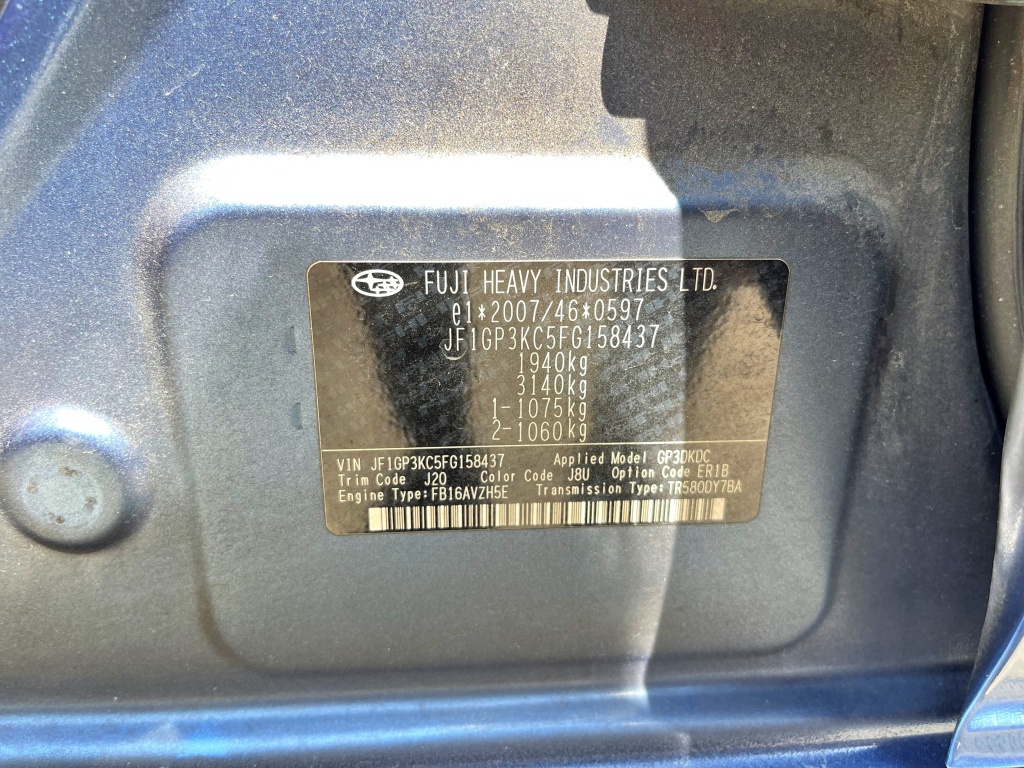 FUJI HEAVY INDUSTRIES LTD.
e1*2007/46*0597
JF1GP3KC5FG158437
1940kg
3140kg
1-1075kg
2-1060kg
VIN JF1GP3KC5FG158437 Applied Model GP3DKDC
Trim Code J20 Color Code J8U Option Code ER1B
Engine Type:FB16AVZH5E Transmission Type:TR580DY7BA